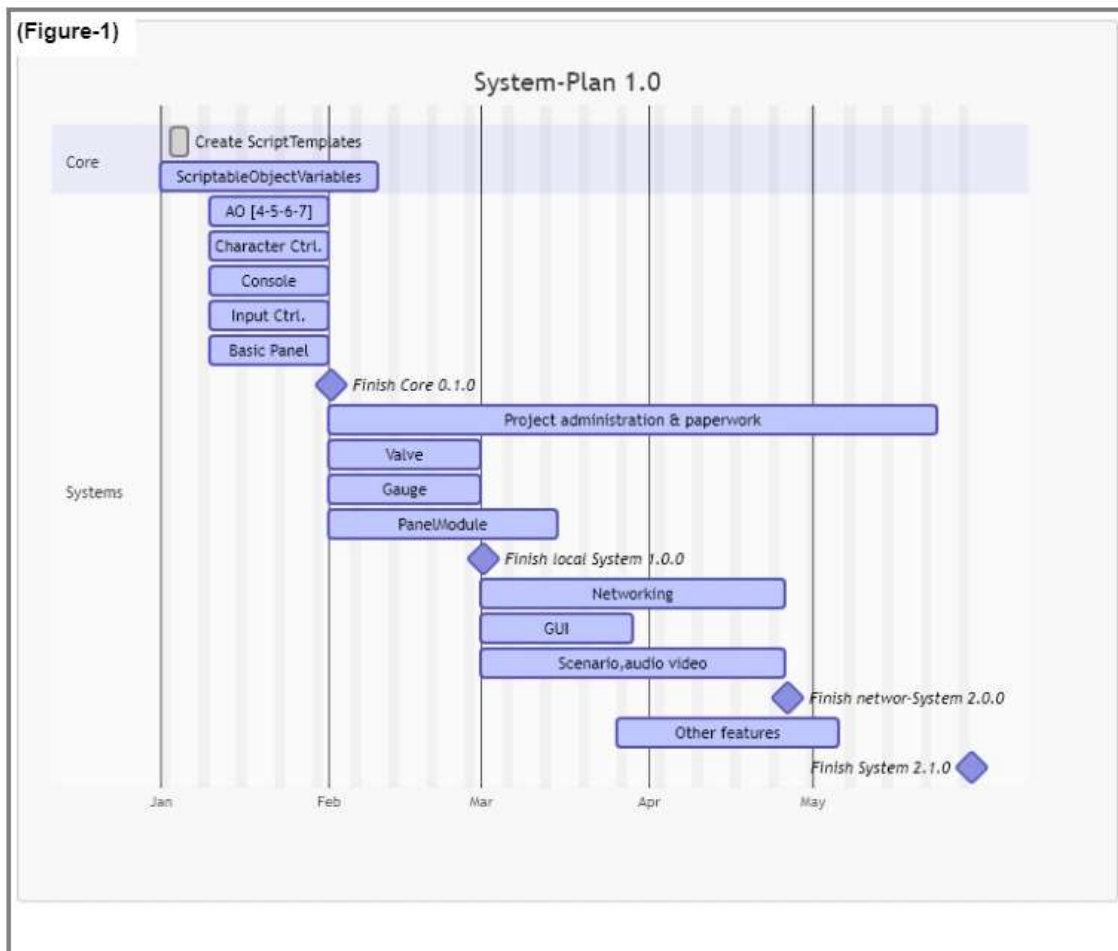 (Figure-1)
System-Plan 1.0
Core
Create ScriptTemplates
ScriptableObjectVariables
AO [4-5-6-7]
Character Ctrl.
Console
Input Ctrl.
Basic Panel
Finish Core 0.1.0
Project administration & paperwork
Valve
Gauge
Systems
PanelModule
Finish local System 1.0.0
Networking
GUI
Scenario,audio video
Finish networ-System 2.0.0
Other features
Finish System 2.1.0
Jan Feb Mar Apr May